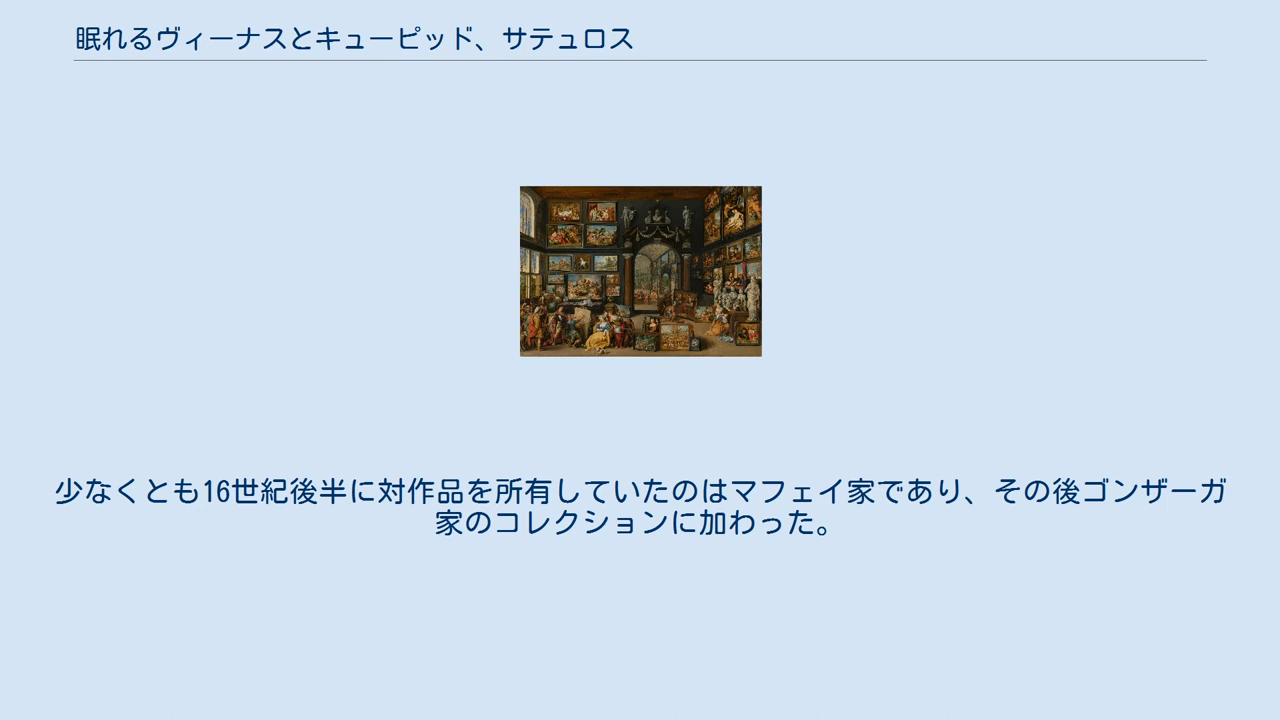 眠れるヴィーナスとキューピッド、サテュロス
少なくとも16世紀後半に対作品を所有していたのはマフェイ家であり、その後ゴンザーガ
家のコレクションに加わった。